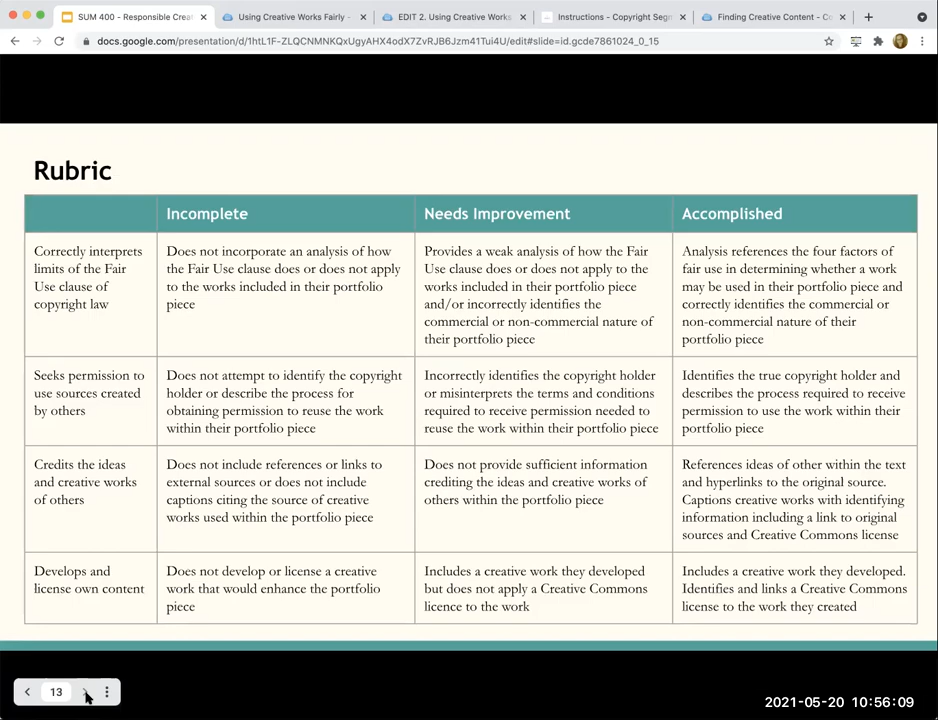 SUM 400 - Responsible Crea
Using Creative Works Fairly -
EDIT 2. Using Creative Works
Instructions - Copyright Segm
Finding Creative Content - Co
docs.google.com/presentation/d/1htL1F-ZLQCNMNKQxUgyAHX4odX7ZvRJB6Jzm41Tui4U/edit#slide=id.gcde7861024_0_15
Rubric
Incomplete
Needs Improvement
Accomplished
Correctly interprets
limits of the Fair
Use clause of
copyright law
Does not incorporate an analysis of how
the Fair Use clause does or does not apply
to the works included in their portfolio
piece
Provides a weak analysis of how the Fair
Use clause does or does not apply to the
works included in their portfolio piece
and/or incorrectly identifies the
commercial or non-commercial nature of
their portfolio piece
Analysis references the four factors of
fair use in determining whether a work
may be used in their portfolio piece and
correctly identifies the commercial or
non-commercial nature of their
portfolio piece
Seeks permission to
use sources created
by others
Does not attempt to identify the copyright
holder or describe the process for
obtaining permission to reuse the work
within their portfolio piece
Incorrectly identifies the copyright holder
or misinterprets the terms and conditions
required to receive permission needed to
reuse the work within their portfolio piece
Identifies the true copyright holder and
describes the process required to receive
permission to use the work within their
portfolio piece
Credits the ideas
and creative works
of others
Does not include references or links to
external sources or does not include
captions citing the source of creative
works used within the portfolio piece
Does not provide sufficient information
crediting the ideas and creative works of
others within the portfolio piece
References ideas of other within the text
and hyperlinks to the original source.
Captions creative works with identifying
information including a link to original
sources and Creative Commons license
Develops and
license own content
Does not develop or license a creative
work that would enhance the portfolio
piece
Includes a creative work they developed
but does not apply a Creative Commons
licence to the work
Includes a creative work they developed.
Identifies and links a Creative Commons
license to the work they created
13
2021-05-20 10:56:09